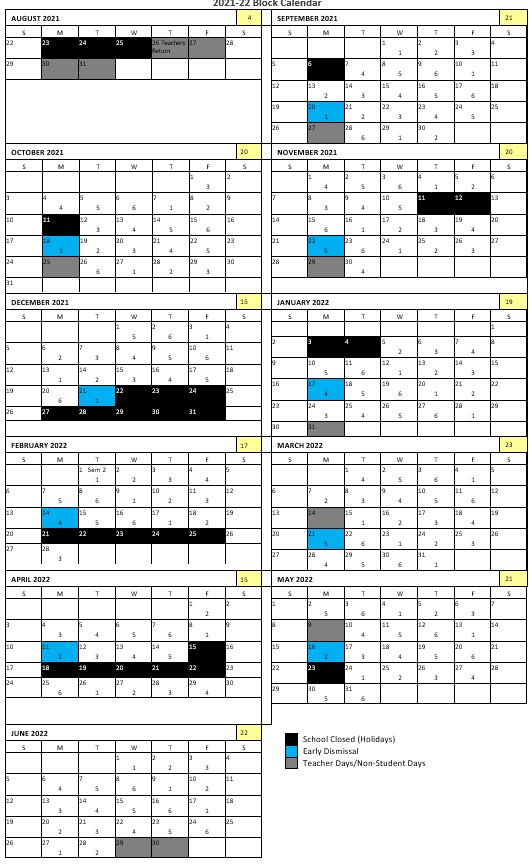 2021-22 Block Calendar
AUGUST 2021 4
S M T W T F S
22 23 24 25 26 Teachers 27 28
Return
29 30 31
SEPTEMBER 2021 21
S M T W T F S
1 2 3 4
1 2 3
5 6 7 8 9 10 11
4 5 6 1
12 13 14 15 16 17 18
2 3 4 5 6
19 20 21 22 23 24 25
1 2 3 4 5
26 27 28 29 30
6 1 2
OCTOBER 2021 20
S M T W T F S
1 2
3
3 4 5 6 7 8 9
4 5 6 1 2
10 11 12 13 14 15 16
3 4 5 6
17 18 19 20 21 22 23
1 2 3 4 5
24 25 26 27 28 29 30
6 1 2 3
31
NOVEMBER 2021 20
S M T W T F S
1 2 3 4 5 6
4 5 6 1 2
7 8 9 10 11 12 13
3 4 5
14 15 16 17 18 19 20
6 1 2 3 4
21 22 23 24 25 26 27
5 6 1 2 3
28 29 30
4
DECEMBER 2021 15
S M T W T F S
1 2 3 4
5 6 1
5 6 7 8 9 10 11
2 3 4 5 6
12 13 14 15 16 17 18
1 2 3 4 5
19 20 21 22 23 24 25
6 1
26 27 28 29 30 31
JANUARY 2022 19
S M T W T F S
1
2 3 4 5 6 7 8
2 3 4
9 10 11 12 13 14 15
5 6 1 2 3
16 17 18 19 20 21 22
4 5 6 1 2
23 24 25 26 27 28 29
3 4 5 6 1
30 31
FEBRUARY 2022 17
S M T W T F S
1 Sem 2 2 3 4 5
1 2 3 4
6 7 8 9 10 11 12
5 6 1 2 3
13 14 15 16 17 18 19
4 5 6 1 2
20 21 22 23 24 25 26
27 28
3
MARCH 2022 23
S M T W T F S
1 2 3 4 5
4 5 6 1
6 7 8 9 10 11 12
2 3 4 5 6
13 14 15 16 17 18 19
1 2 3 4
20 21 22 23 24 25 26
5 6 1 2 3
27 28 29 30 31
4 5 6 1
APRIL 2022 15
S M T W T F S
1 2
2
3 4 5 6 7 8 9
3 4 5 6 1
10 11 12 13 14 15 16
2 3 4 5
17 18 19 20 21 22 23
24 25 26 27 28 29 30
6 1 2 3 4
MAY 2022 21
S M T W T F S
1 2 3 4 5 6 7
5 6 1 2 3
8 9 10 11 12 13 14
4 5 6 1
15 16 17 18 19 20 21
2 3 4 5 6
22 23 24 25 26 27 28
1 2 3 4
29 30 31
5 6
JUNE 2022 22
S M T W T F S
1 2 3 4
1 2 3
5 6 7 8 9 10 11
4 5 6 1 2
12 13 14 15 16 17 18
3 4 5 6 1
19 20 21 22 23 24 25
2 3 4 5 6
26 27 28 29 30
1 2
School Closed (Holidays)
Early Dismissal
Teacher Days/Non-Student Days